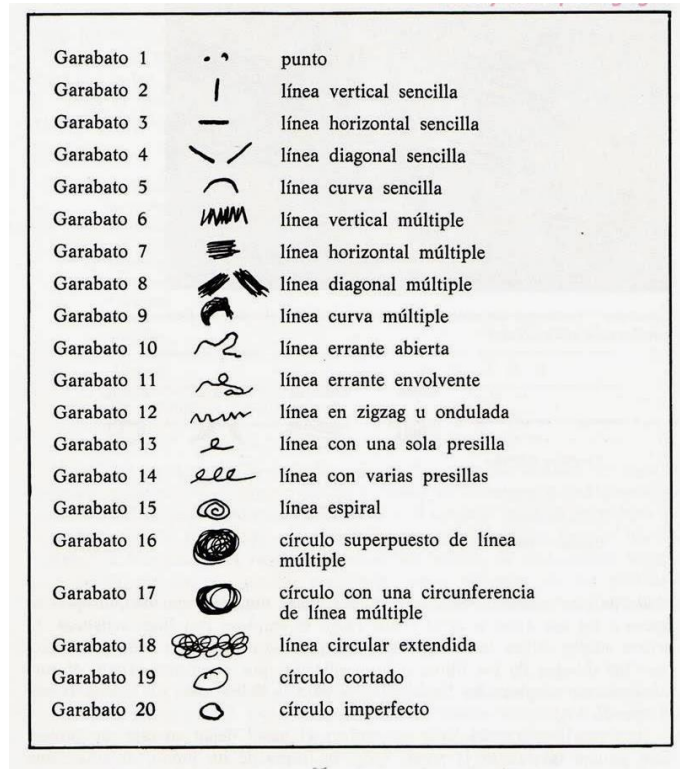 Garabato 1 punto
Garabato 2 línea vertical sencilla
Garabato 3 línea horizontal sencilla
Garabato 4 línea diagonal sencilla
Garabato 5 línea curva sencilla
Garabato 6 línea vertical múltiple
Garabato 7 línea horizontal múltiple
Garabato 8 línea diagonal múltiple
Garabato 9 línea curva múltiple
Garabato 10 línea errante abierta
Garabato 11 línea errante envolvente
Garabato 12 línea en zigzag u ondulada
Garabato 13 línea con una sola presilla
Garabato 14 línea con varias presillas
Garabato 15 línea espiral
Garabato 16 círculo superpuesto de línea
múltiple
Garabato 17 círculo con una circunferencia
de línea múltiple
Garabato 18 línea circular extendida
Garabato 19 círculo cortado
Garabato 20 círculo imperfecto